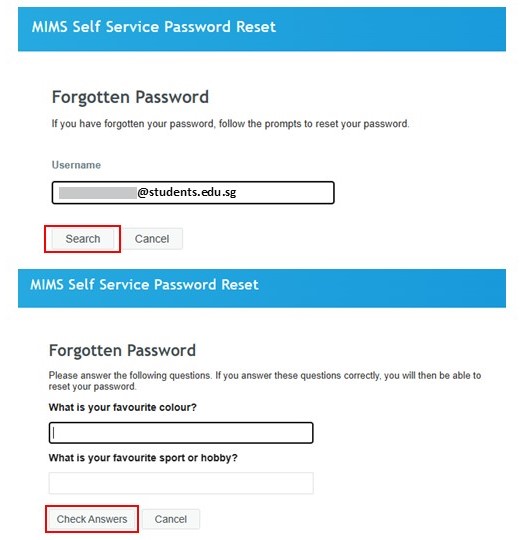 MIMS Self Service Password Reset
Forgotten Password
If you have forgotten your password, follow the prompts to reset your password.
Username
@students.edu.sg
Search Cancel
MIMS Self Service Password Reset
Forgotten Password
Please answer the following questions. If you answer these questions correctly, you will then be able to
reset your password.
What is your favourite colour?
What is your favourite sport or hobby?
Check Answers Cancel